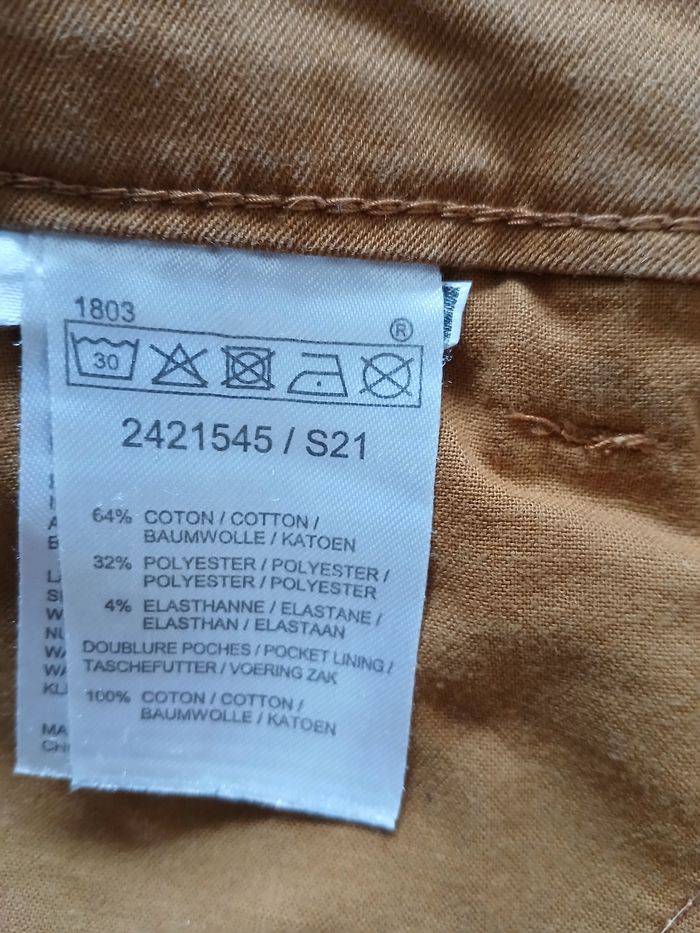 1803
®
30
2421545 / S21
64% COTON / COTTON /
BAUMWOLLE / KATOEN
32% POLYESTER / POLYESTER /
POLYESTER / POLYESTER
4% ELASTHANNE / ELASTANE /
ELASTHAN / ELASTAAN
DOUBLURE POCHES / POCKET LINING /
TASCHEFUTTER / VOERING ZAK
100% COTON / COTTON /
BAUMWOLLE / KATOEN